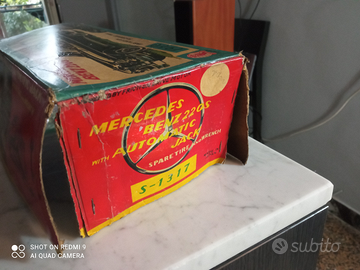 MERCEDES
'BENZ 220S
WITH AUTOMATIC
JACK
SPARE TIRE WRENCH
S-1317
SHOT ON REDMI 9
AI QUAD CAMERA
subito